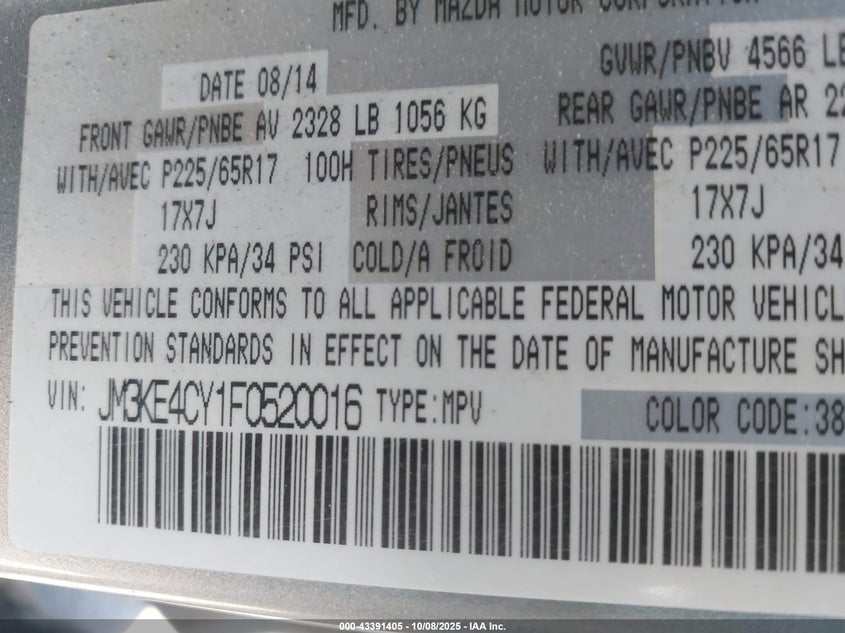 MFD. BY MAZDA MOTOR CORPORATION
DATE 08/14
GVWR/PNBV 4566 LB
FRONT GAWR/PNBE AV 2328 LB 1056 KG
REAR GAWR/PNBE AR 22
WITH/AVEC P225/65R17 100H TIRES/PNEUS WITH/AVEC P225/65R17
17X7J RIMS/JANTES 17X7J
230 KPA/34 PSI COLD/A FROID 230 KPA/34
THIS VEHICLE CONFORMS TO ALL APPLICABLE FEDERAL MOTOR VEHICL
PREVENTION STANDARDS IN EFFECT ON THE DATE OF MANUFACTURE SH
VIN: JM3KE4CY1F0520016 TYPE:MPV COLOR CODE:38
000-43391405 - 10/08/2025 - IAA Inc.